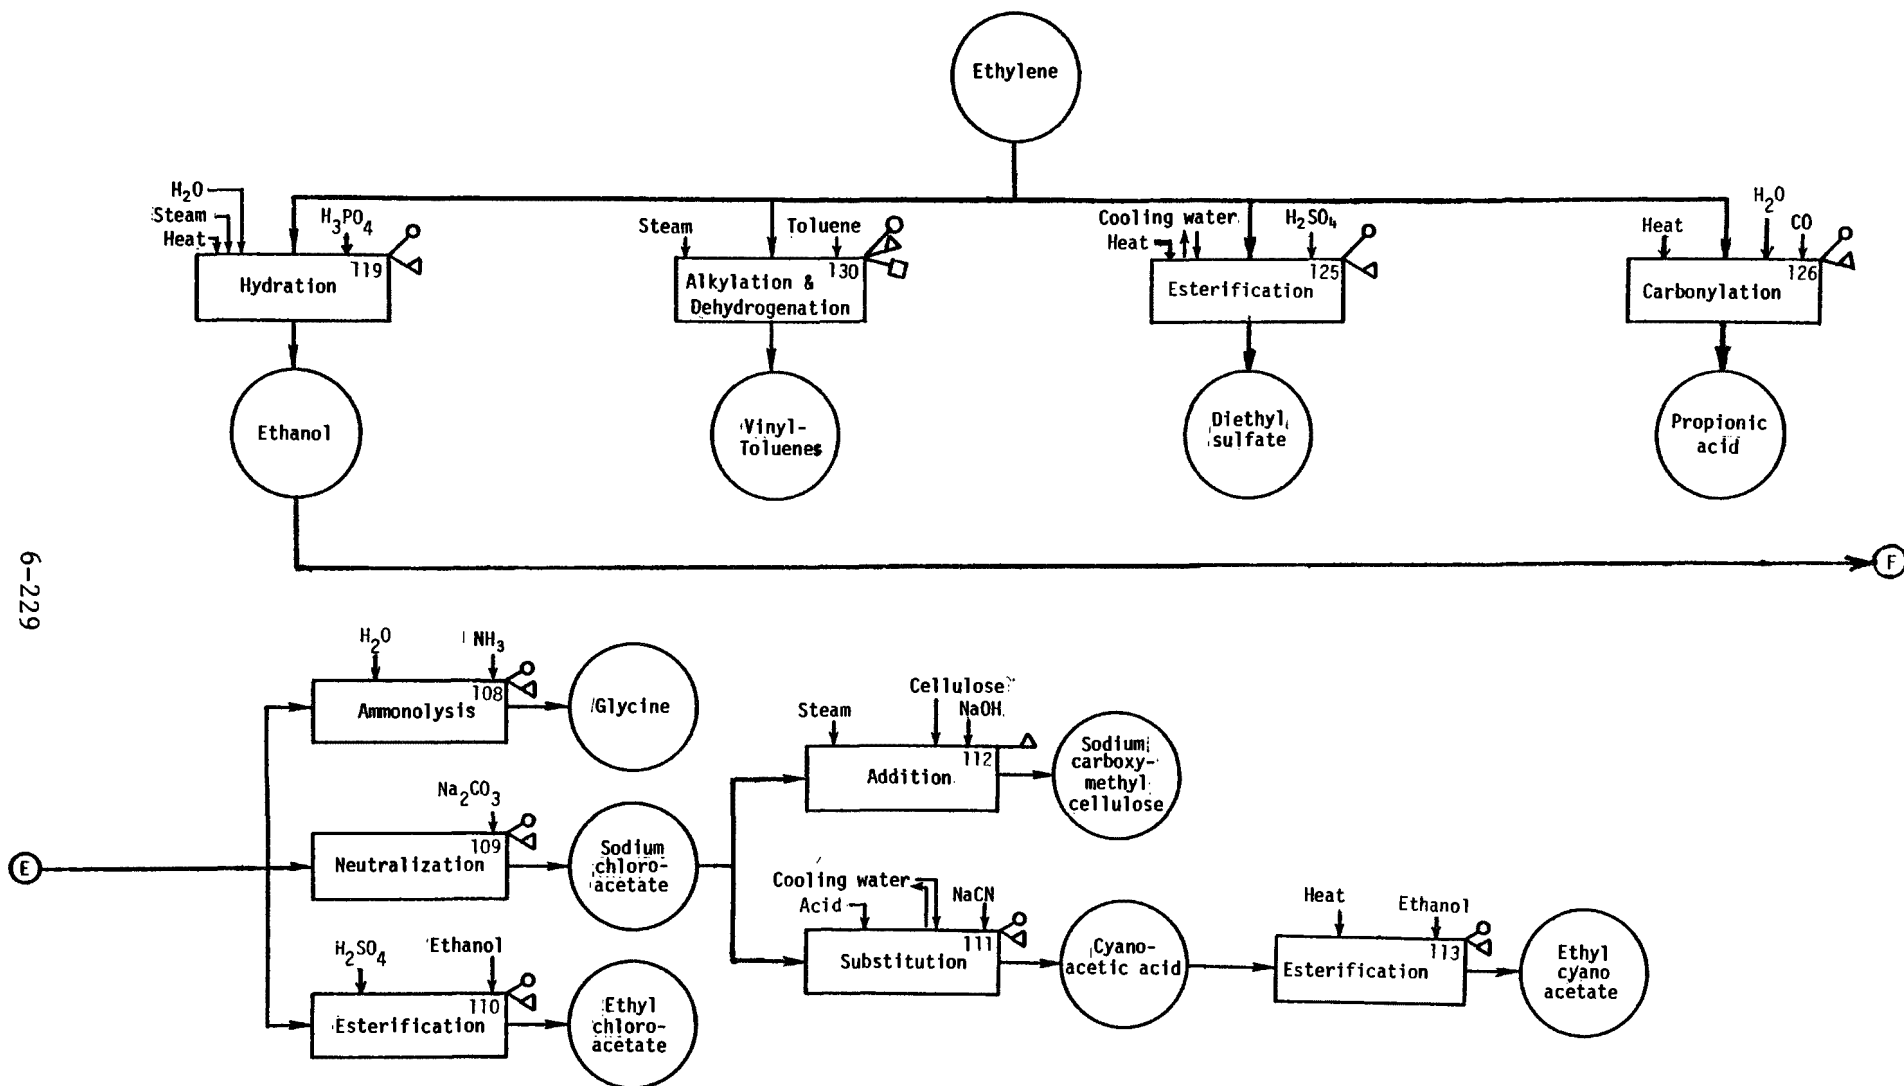 Ethylene
H2O
Steam
Heat
H3PO4
119
Hydration
Ethanol
Steam
Toluene
130
Alkylation &
Dehydrogenation
Vinyl-
Toluenes
Cooling water
Heat
H2SO4
125
Esterification
Diethyl
sulfate
Heat
H2O
CO
126
Carbonylation
Propionic
acid
F
6-229
E
H2O
NH3
108
Ammonolysis
Glycine
Na2CO3
109
Neutralization
Sodium
chloro-
acetate
H2SO4
Ethanol
110
Esterification
Ethyl
chloro-
acetate
Steam
Cellulose
NaOH
112
Addition
Sodium
carboxy-
methyl
cellulose
Cooling water
Acid
NaCN
111
Substitution
Cyano-
acetic acid
Heat
Ethanol
113
Esterification
Ethyl
cyano
acetate